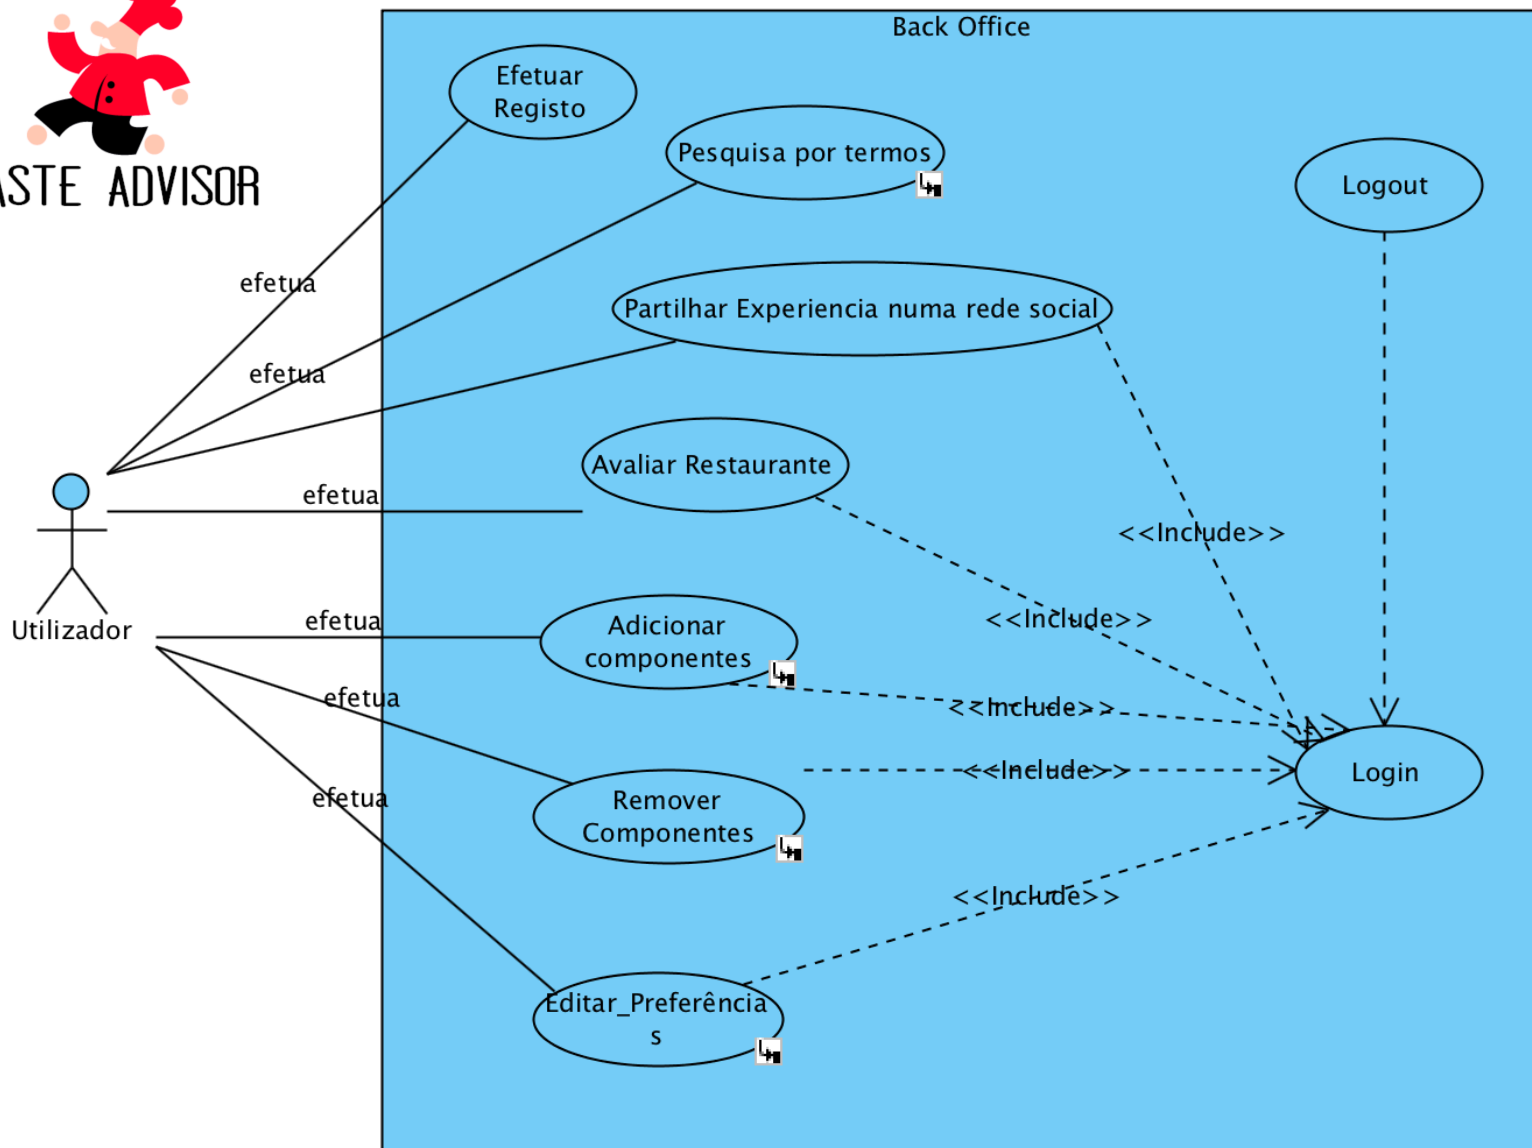 Back Office
Efetuar
Registo
Pesquisa por termos
Logout
ASTE ADVISOR
efetua
Partilhar Experiencia numa rede social
efetua
Avaliar Restaurante
efetua
<<Include>>
<<Include>>
efetua
Adicionar
componentes
Utilizador
efetua
<<Include>>
<<Include>>
Login
efetua
Remover
Componentes
<<Include>>
Editar_Preferência
s